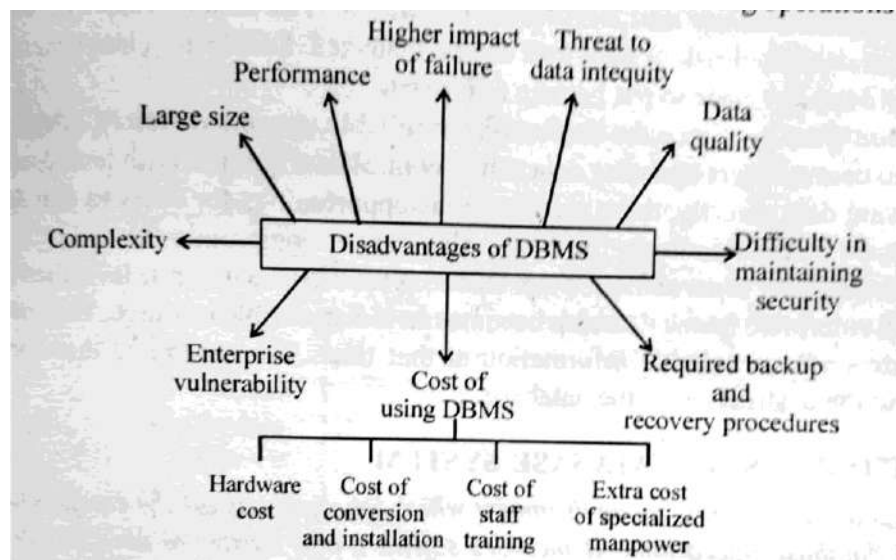 operations
Higher impact
of failure
Threat to
data intequity
Performance
Large size
Data
quality
Complexity
Disadvantages of DBMS
Difficulty in
maintaining
security
Enterprise
vulnerability
Cost of
using DBMS
Required backup
and
recovery procedures
Hardware
cost
Cost of
conversion
and installation
Cost of
staff
training
Extra cost
of specialized
manpower